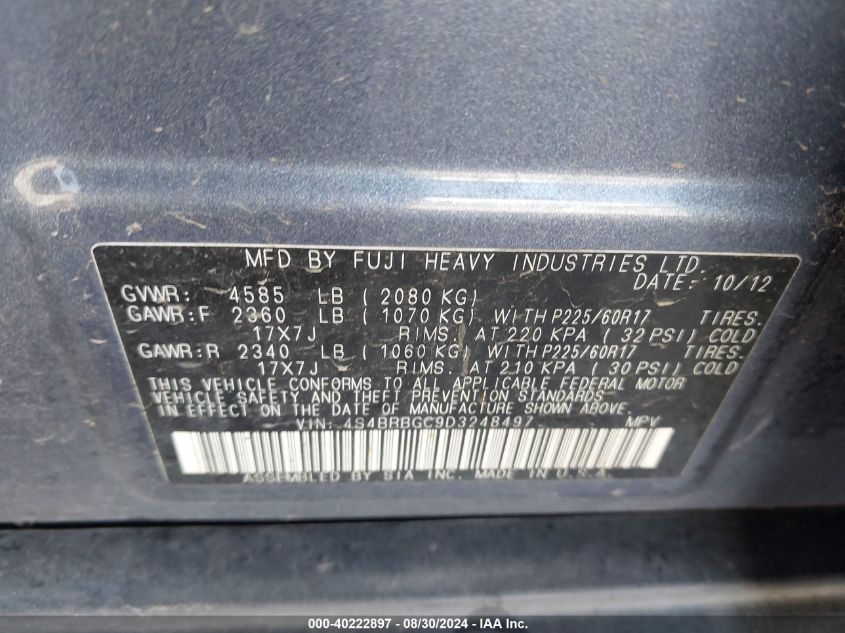 MFD BY FUJI HEAVY INDUSTRIES LTD.
DATE: 10/12
GVWR: 4585 LB ( 2080 KG)
GAWR:F 2360 LB ( 1070 KG) WITH P225/60R17 TIRES.
17X7J RIMS. AT 220 KPA ( 32 PSI) COLD
GAWR:R 2340 LB ( 1060 KG) WITH P225/60R17 TIRES.
17X7J RIMS. AT 210 KPA ( 30 PSI) COLD
THIS VEHICLE CONFORMS TO ALL APPLICABLE FEDERAL MOTOR
VEHICLE SAFETY AND THEFT PREVENTION STANDARDS
IN EFFECT ON THE DATE OF MANUFACTURE SHOWN ABOVE.
VIN: 4S4BRBGC9D3248497 MPV
ASSEMBLED BY SIA INC. MADE IN U.S.A.
000-40222897 - 08/30/2024 - IAA, Inc.